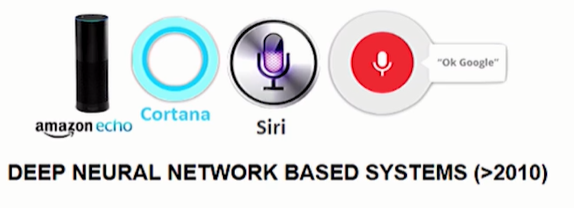 "Ok Google"
Cortana
amazon echo
Siri
DEEP NEURAL NETWORK BASED SYSTEMS (>2010)